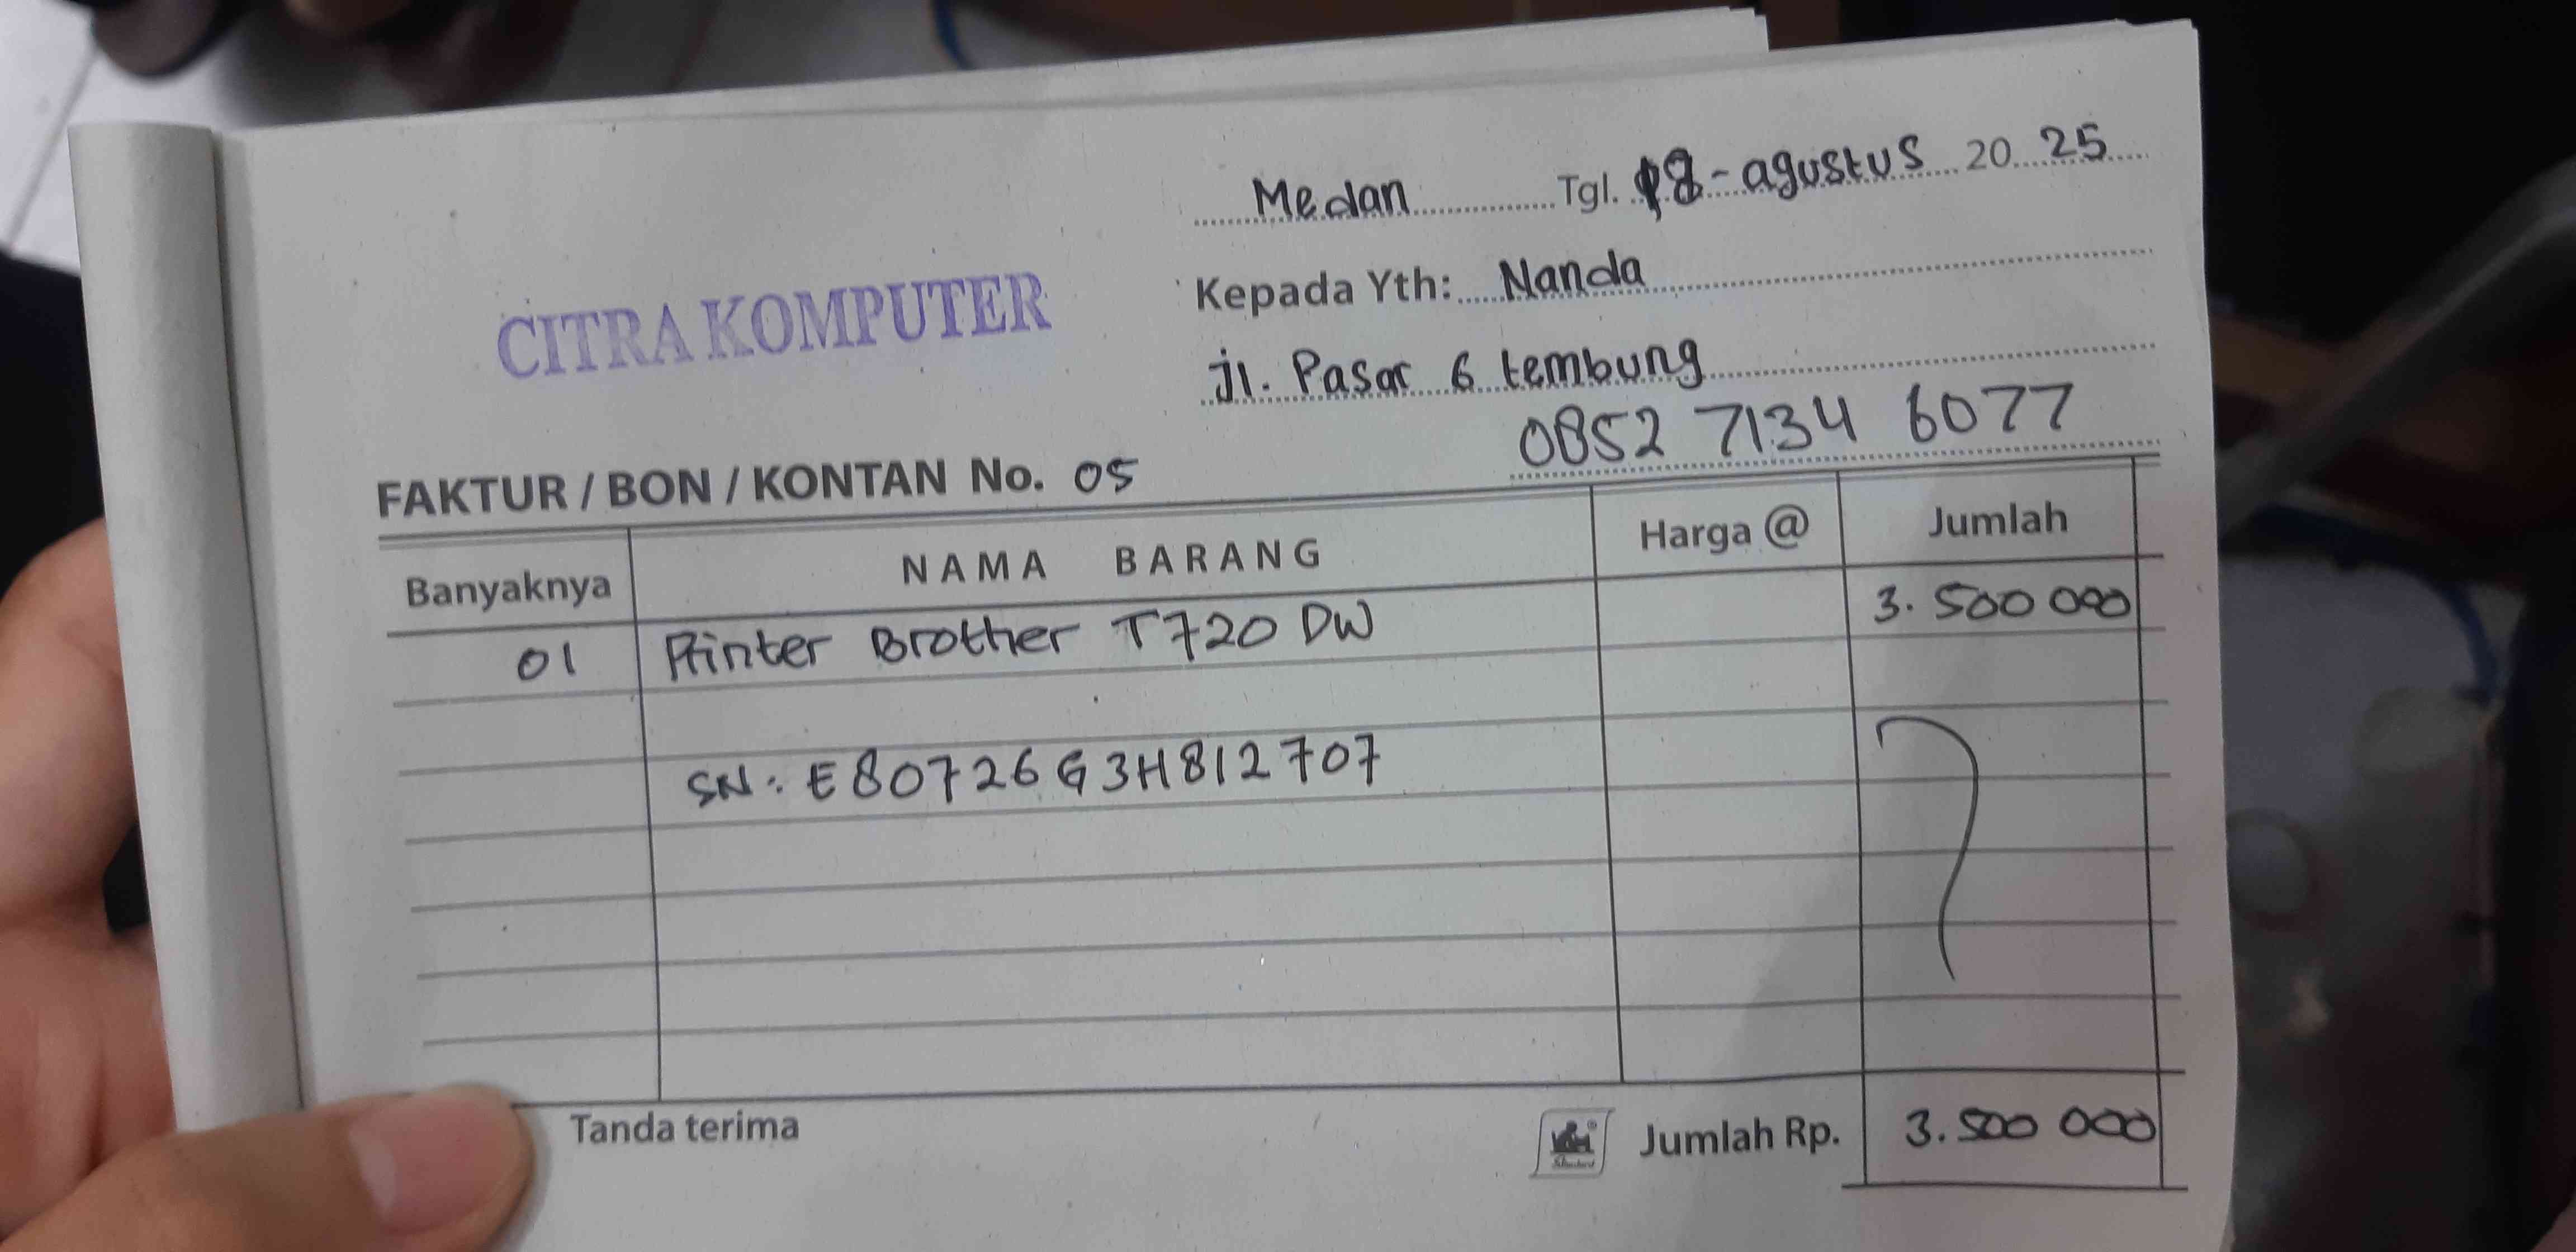 Medan Tgl. 18-agustus 20 25
CITRA KOMPUTER
Kepada Yth: Nanda
jl. Pasar 6 tembung
0852 7134 6077
FAKTUR / BON / KONTAN No. 05
Banyaknya NAMA BARANG Harga @ Jumlah
01 Printer Brother T720 DW 3. 500 000
SN: E80726G3H812707
Tanda terima Jumlah Rp. 3. 500 000